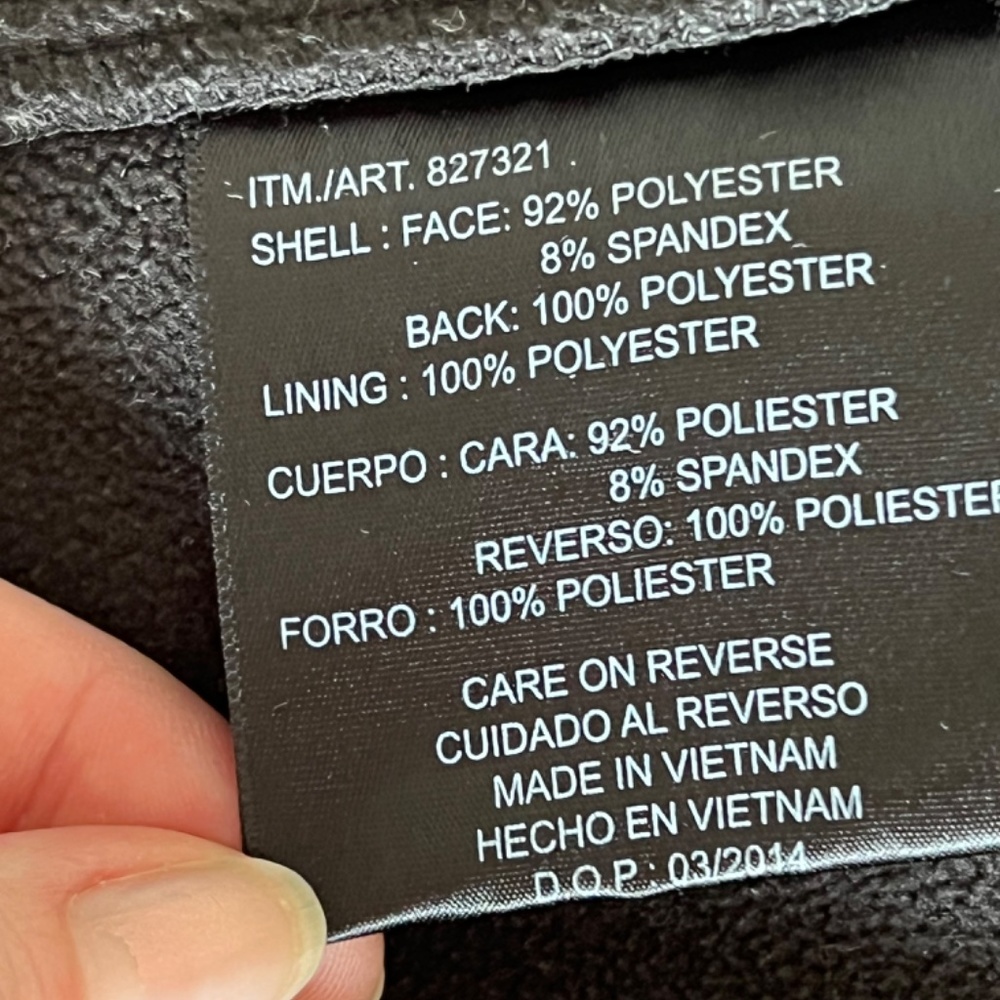 ITM./ART. 827321
SHELL : FACE: 92% POLYESTER
8% SPANDEX
BACK: 100% POLYESTER
LINING : 100% POLYESTER
CUERPO : CARA: 92% POLIESTER
8% SPANDEX
REVERSO: 100% POLIESTER
FORRO : 100% POLIESTER
CARE ON REVERSE
CUIDADO AL REVERSO
MADE IN VIETNAM
HECHO EN VIETNAM
D.O.P : 03/2014